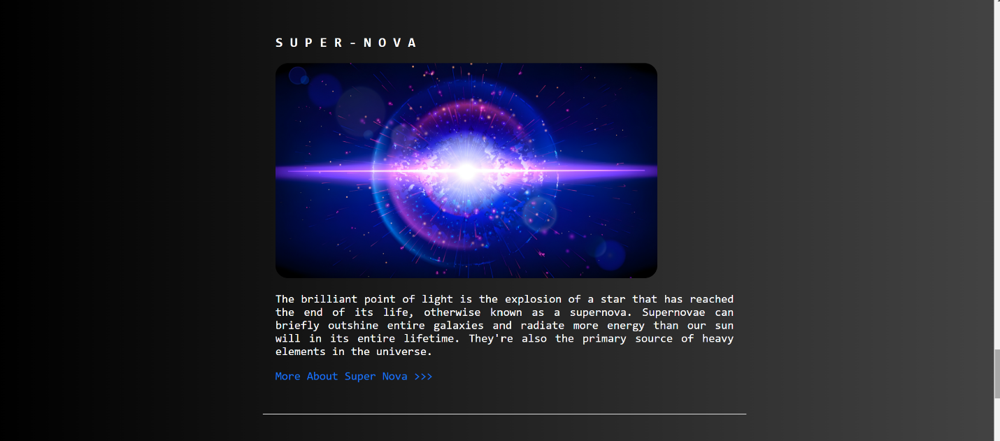 SUPER-NOVA
The brilliant point of light is the explosion of a star that has reached
the end of its life, otherwise known as a supernova. Supernovae can
briefly outshine entire galaxies and radiate more energy than our sun
will in its entire lifetime. They're also the primary source of heavy
elements in the universe.
More About Super Nova >>>